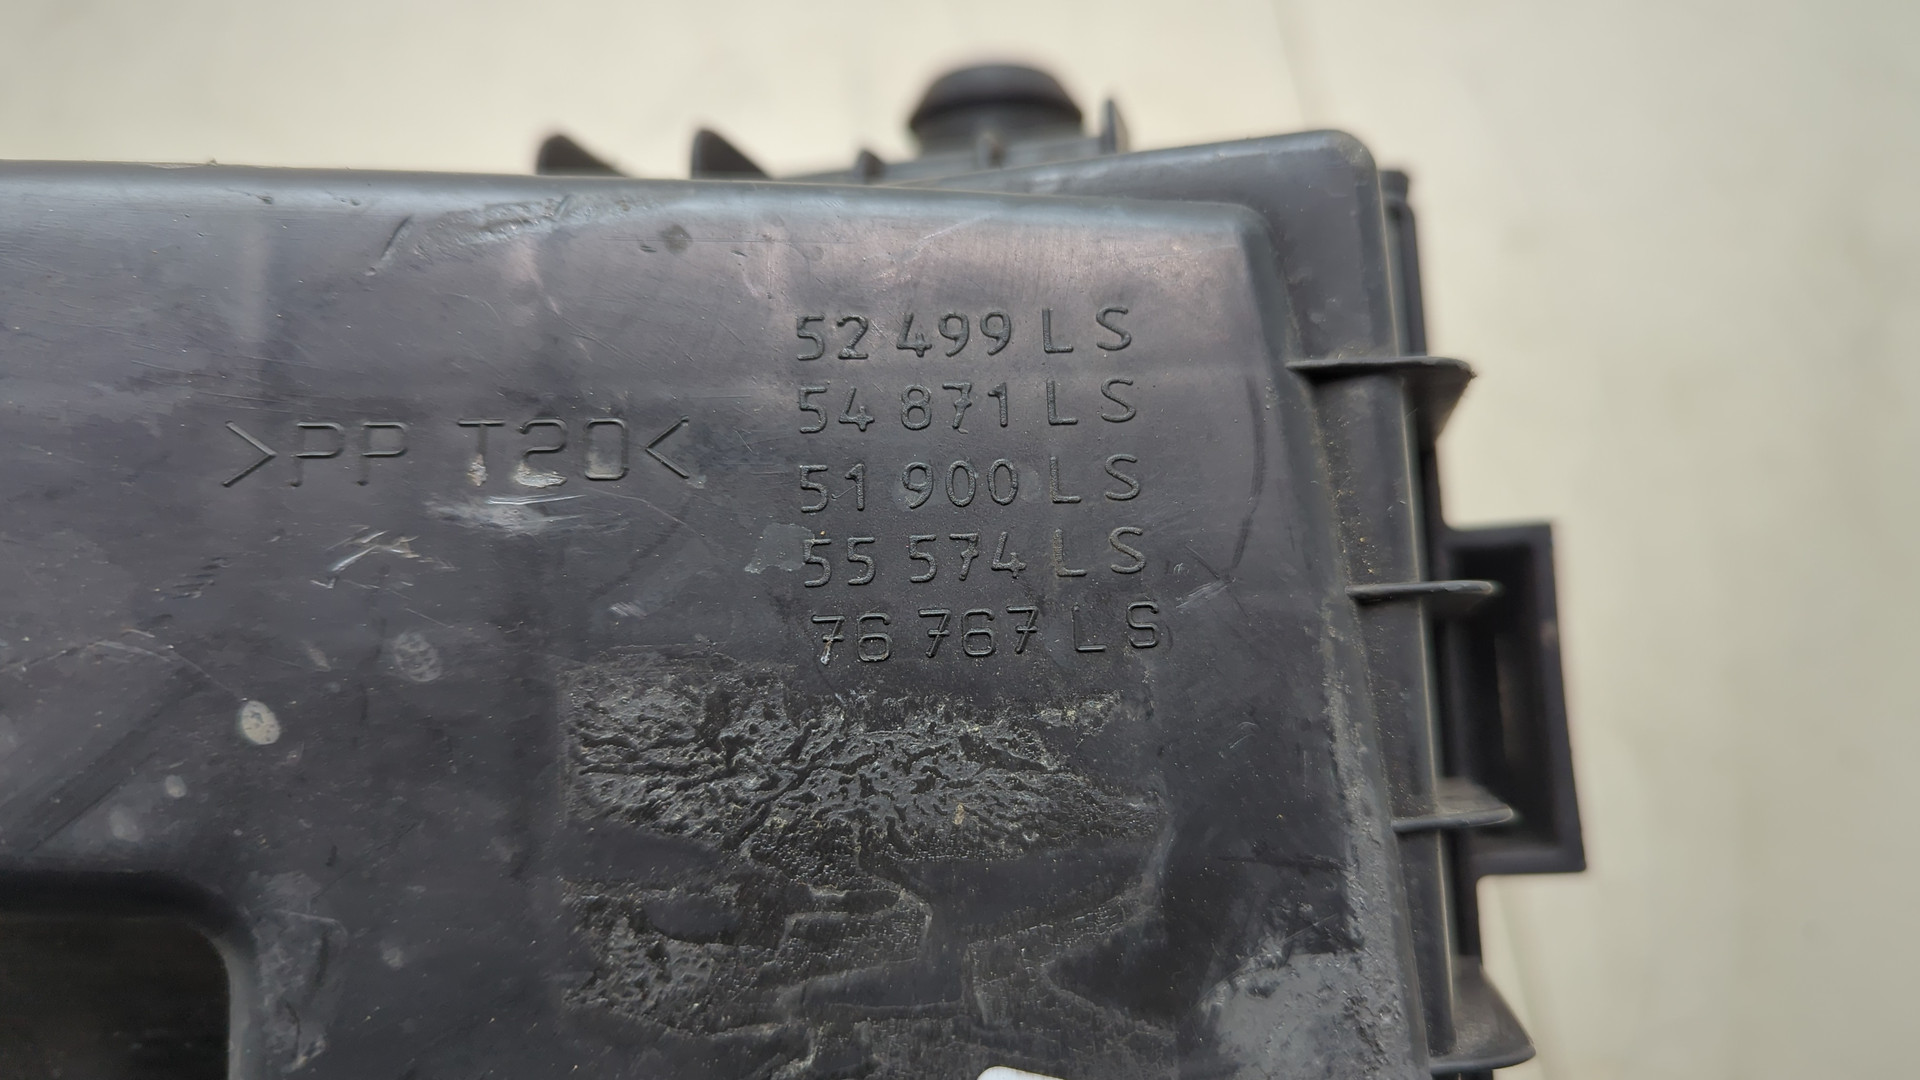 >PP T20<
52 499 L S
54 871 L S
51 900 L S
55 574 L S
76 767 L S